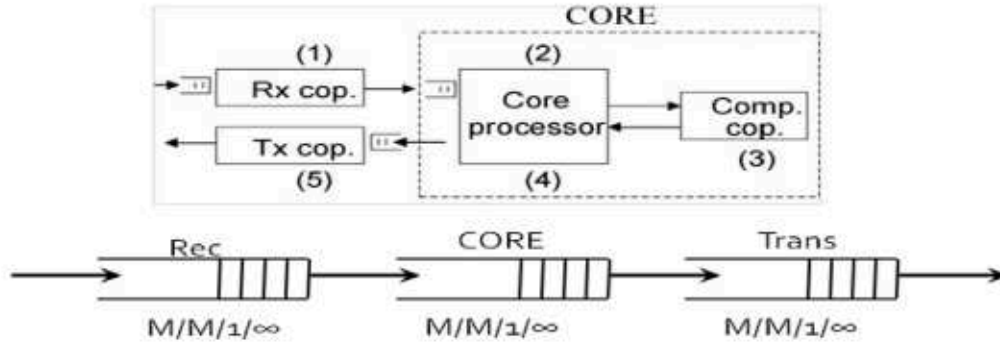 CORE
(1)
(2)
Rx cop.
Core
processor
Comp.
cop.
Tx cop.
(3)
(5)
(4)
Rec
CORE
Trans
M/M/1/∞
M/M/1/∞
M/M/1/∞